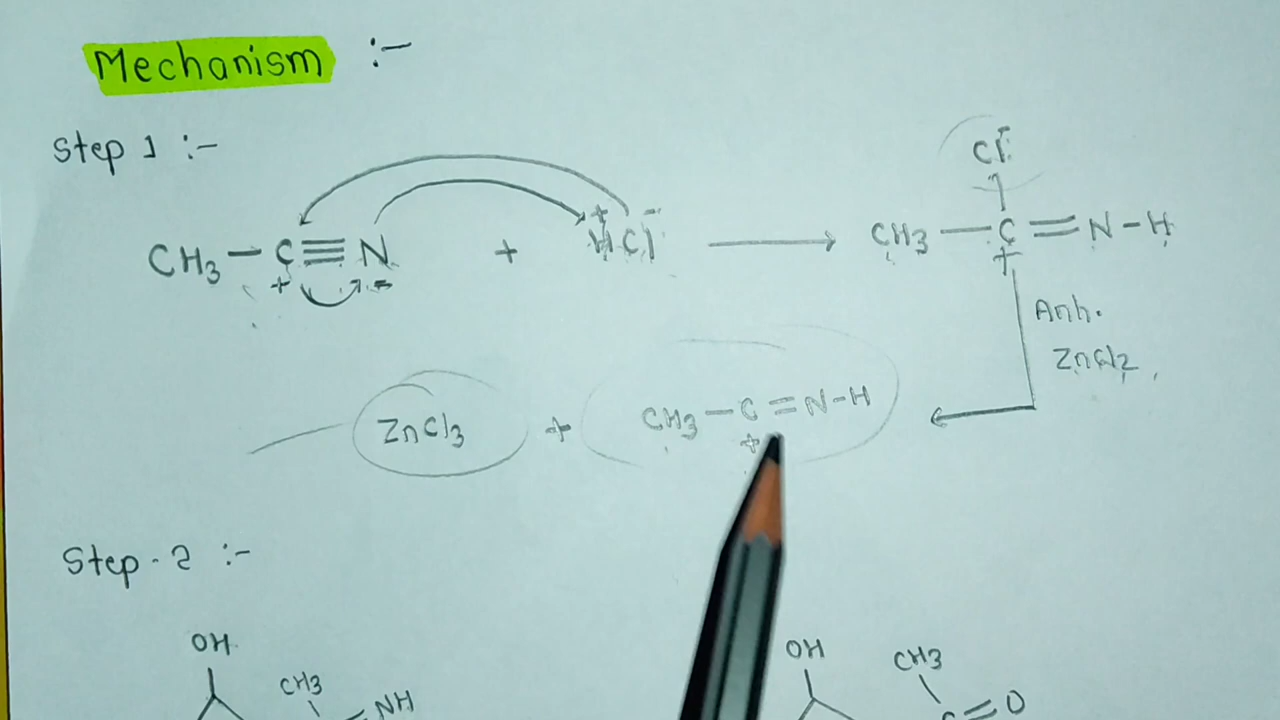 Mechanism :-
Step 1 :-
CH3 - C ≡ N + HCl → CH3 - C = N - H
+ - + - Cl: +
Anh.
ZnCl2
ZnCl3 + CH3 - C = N - H
+
Step - 2 :-
OH CH3 NH
OH CH3 C = O